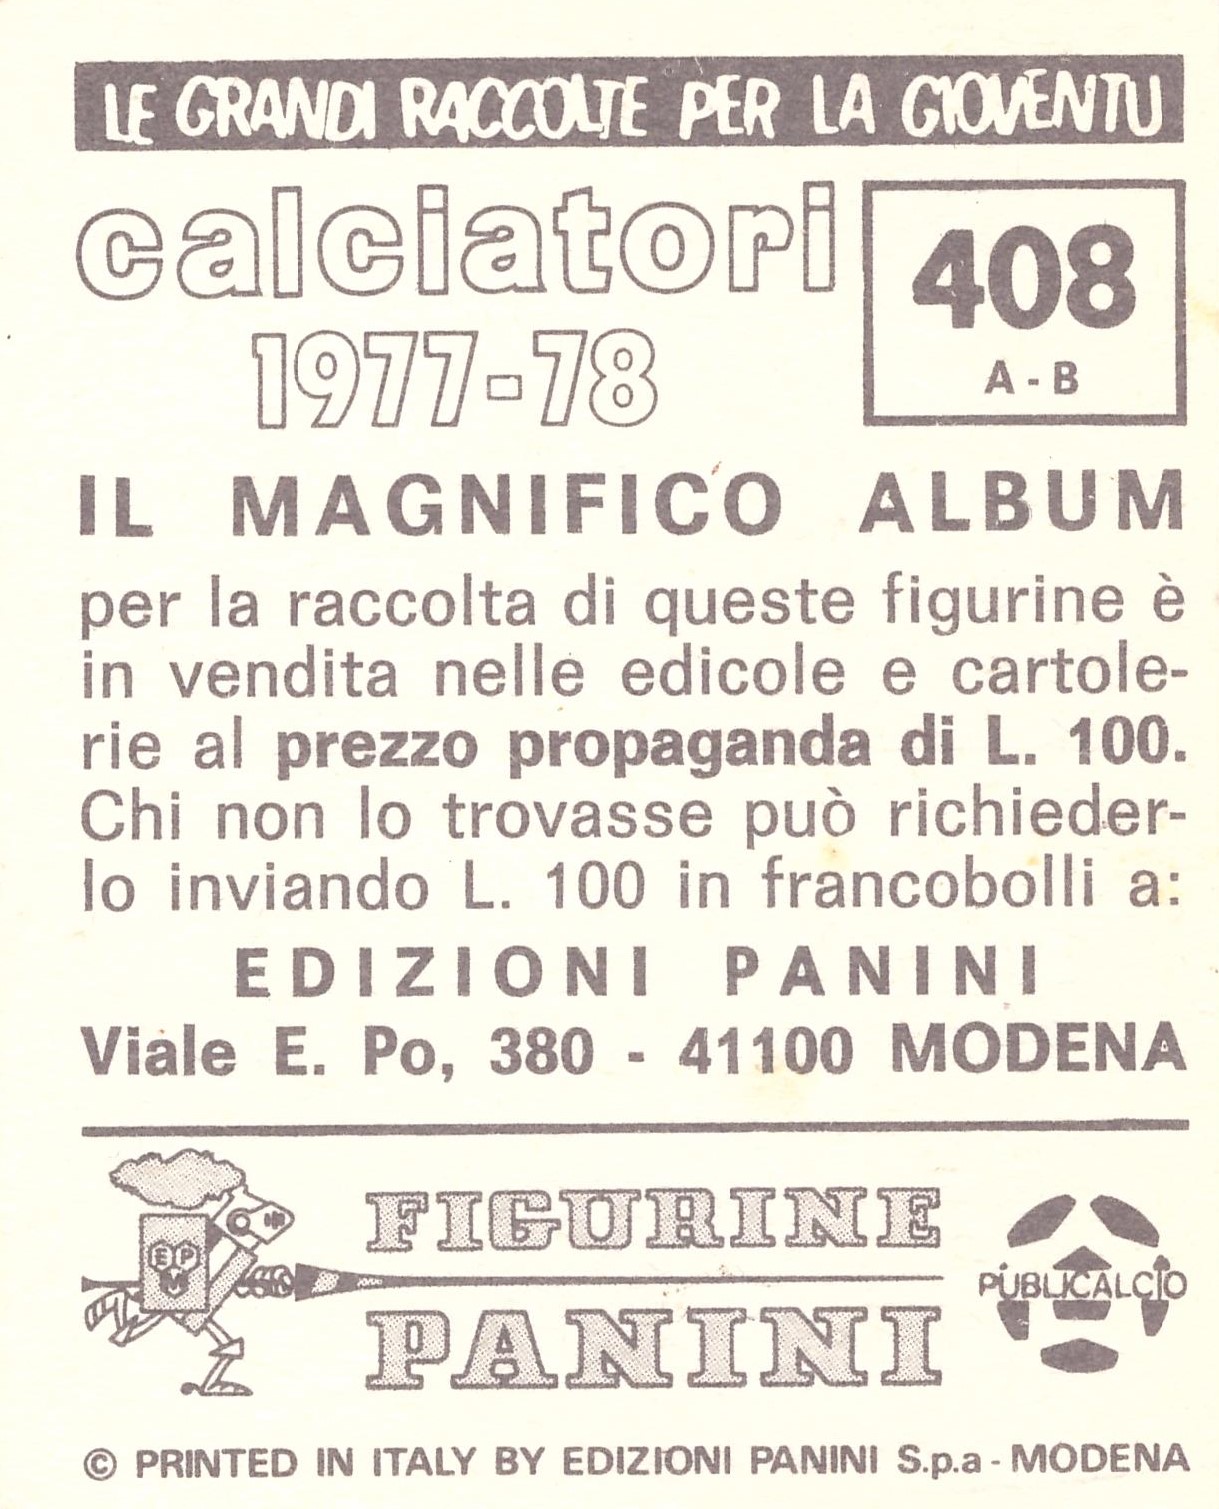 LE GRANDI RACCOLTE PER LA GIOVENTU
calciatori
1977-78
408
A - B
IL MAGNIFICO ALBUM
per la raccolta di queste figurine è
in vendita nelle edicole e cartole-
rie al prezzo propaganda di L. 100.
Chi non lo trovasse può richieder-
lo inviando L. 100 in francobolli a:
EDIZIONI PANINI
Viale E. Po, 380 - 41100 MODENA
EPM
FIGURINE
PANINI
PUBLICALCIO
© PRINTED IN ITALY BY EDIZIONI PANINI S.p.a - MODENA